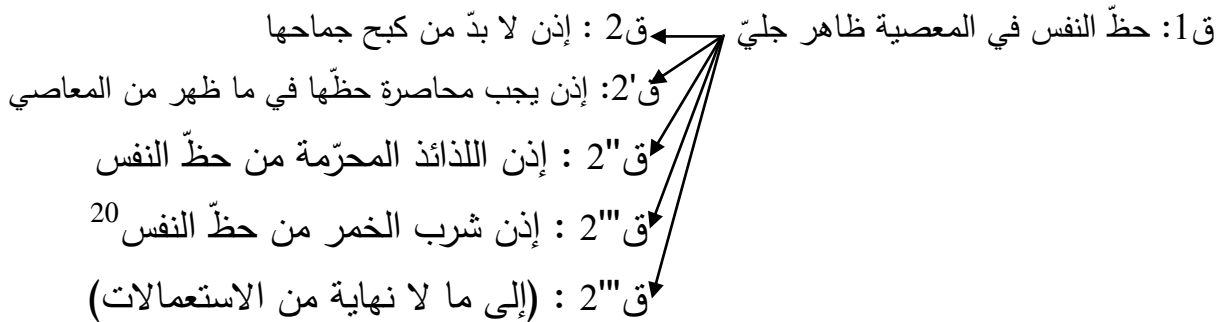 ق1: حظّ النفس في المعصية ظاهر جليّ ق2 : إذن لا بدّ من كبح جماحها
ق'2: إذن يجب محاصرة حظّها في ما ظهر من المعاصي
ق"2 : إذن اللذائذ المحرّمة من حظّ النفس
ق'"2 : إذن شرب الخمر من حظّ النفس20
ق'"2 : (إلى ما لا نهاية من الاستعمالات)